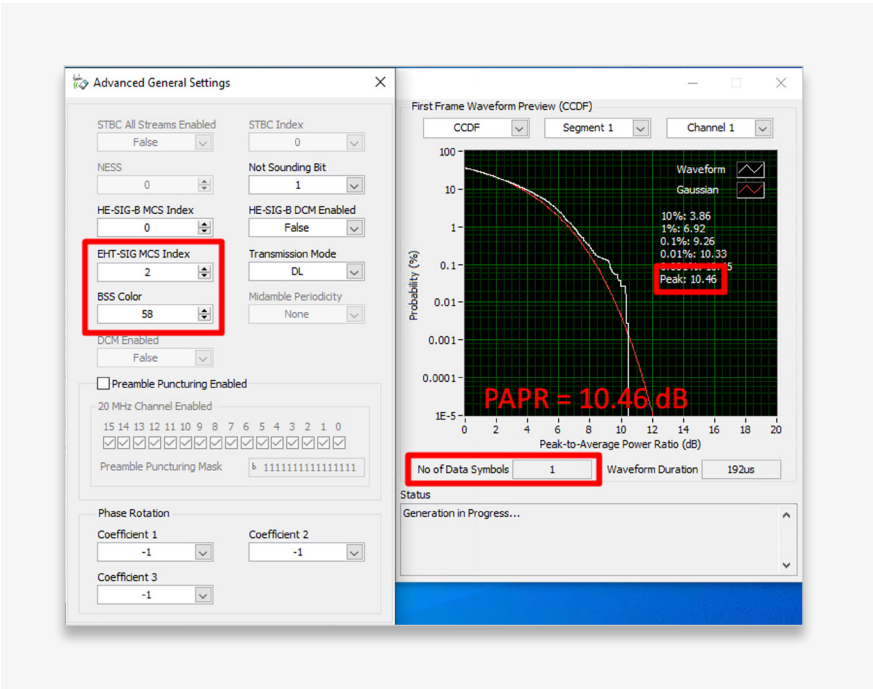 Advanced General Settings
STBC All Streams Enabled
False
STBC Index
0
NESS
0
Not Sounding Bit
1
HE-SIG-B MCS Index
0
HE-SIG-B DCM Enabled
False
EHT-SIG MCS Index
2
Transmission Mode
DL
BSS Color
58
Midamble Periodicity
None
DCM Enabled
False
Preamble Puncturing Enabled
20 MHz Channel Enabled
15 14 13 12 11 10 9 8 7 6 5 4 3 2 1 0
Preamble Puncturing Mask
b 1111111111111111
Phase Rotation
Coefficient 1
-1
Coefficient 2
-1
Coefficient 3
-1
First Frame Waveform Preview (CCDF)
CCDF
Segment 1
Channel 1
Waveform
Gaussian
10%: 3.86
1%: 6.92
0.1%: 9.26
0.01%: 10.33
Peak: 10.46
PAPR = 10.46 dB
Probability (%)
100
10
1
0.1
0.01
0.001
0.0001
1E-5
0 2 4 6 8 10 12 14 16 18 20
Peak-to-Average Power Ratio (dB)
No of Data Symbols 1
Waveform Duration 192us
Status
Generation in Progress...